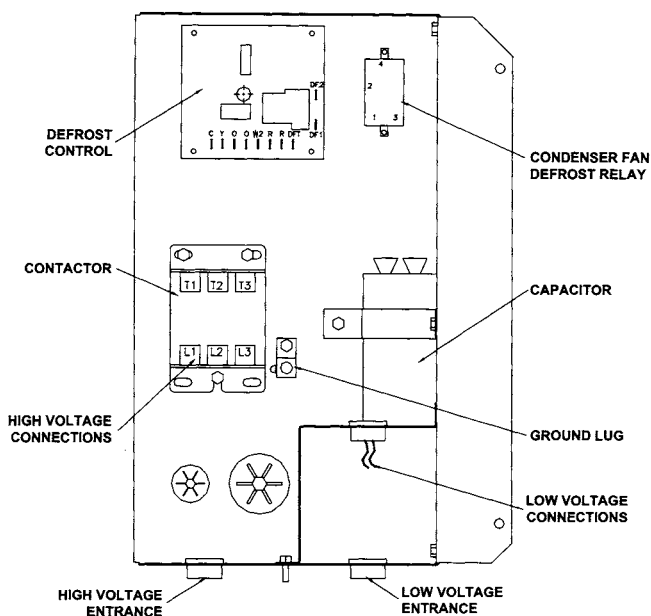 DEFROST
CONTROL
DF2
C Y O O W2 R R DFT
DF1
4
2
1 3
CONDENSER FAN
DEFROST RELAY
CONTACTOR
T1 T2 T3
L1 L2 L3
CAPACITOR
HIGH VOLTAGE
CONNECTIONS
GROUND LUG
LOW VOLTAGE
CONNECTIONS
HIGH VOLTAGE
ENTRANCE
LOW VOLTAGE
ENTRANCE